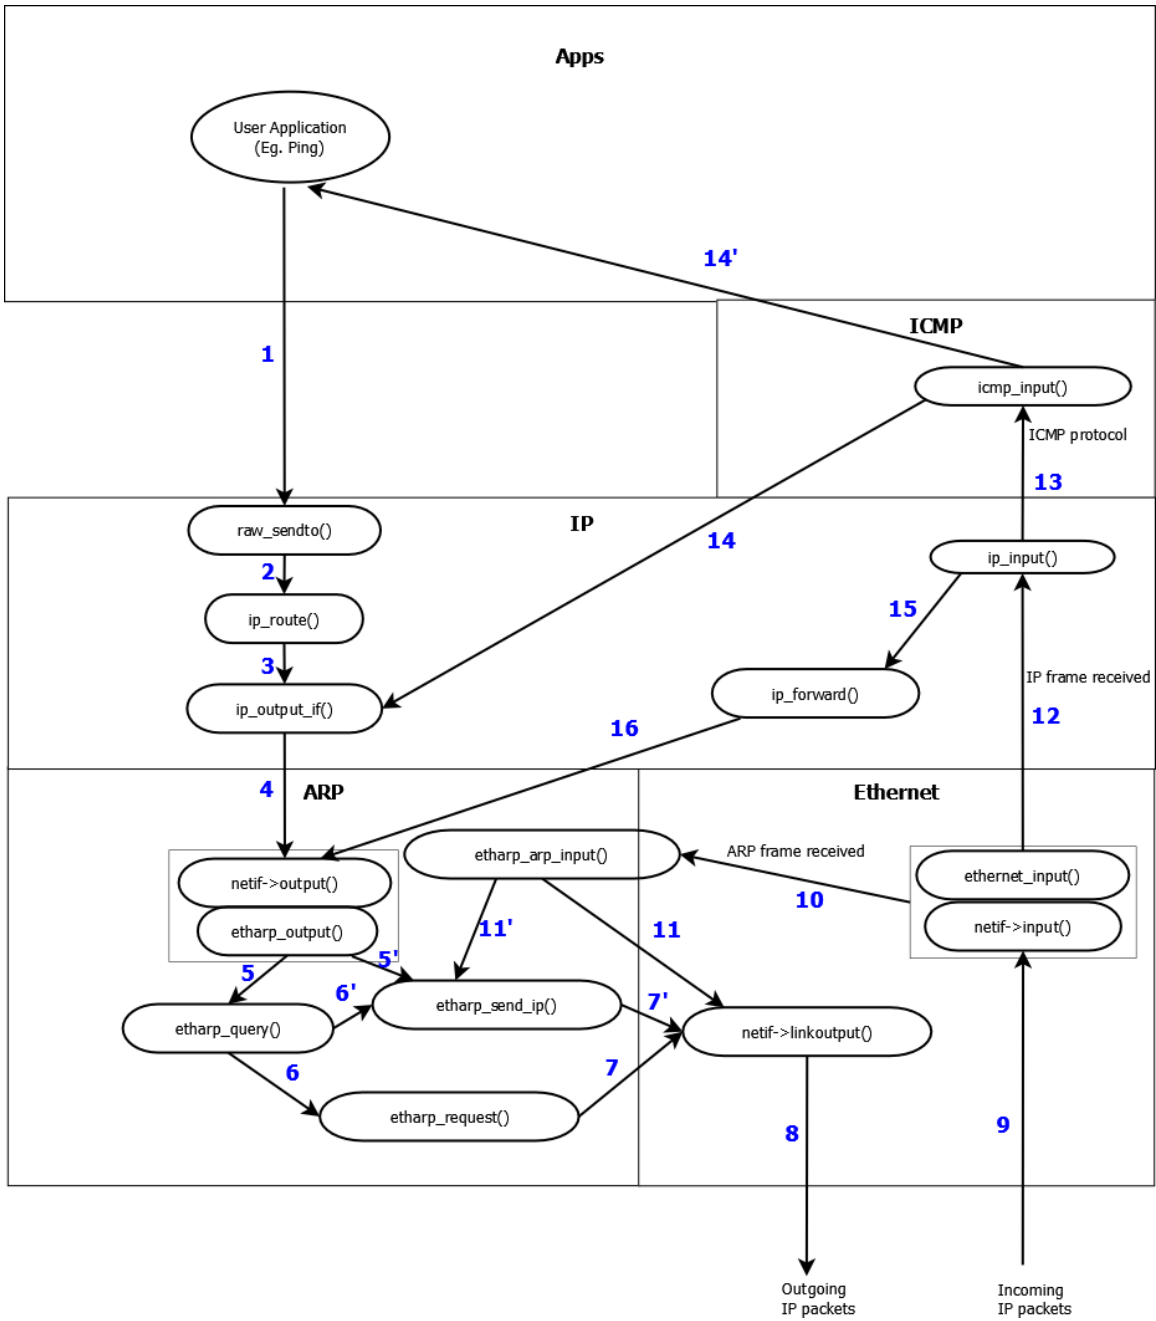 Apps
User Application
(Eg. Ping)
14'
1
ICMP
icmp_input()
ICMP protocol
13
IP
raw_sendto()
14
ip_input()
2
15
ip_route()
3
IP frame received
ip_forward()
ip_output_if()
12
16
4
ARP
Ethernet
etharp_arp_input()
ARP frame received
netif->output()
ethernet_input()
10
etharp_output()
11'
11
netif->input()
5
5'
6'
etharp_send_ip()
7'
etharp_query()
netif->linkoutput()
6
7
etharp_request()
8
9
Outgoing
IP packets
Incoming
IP packets